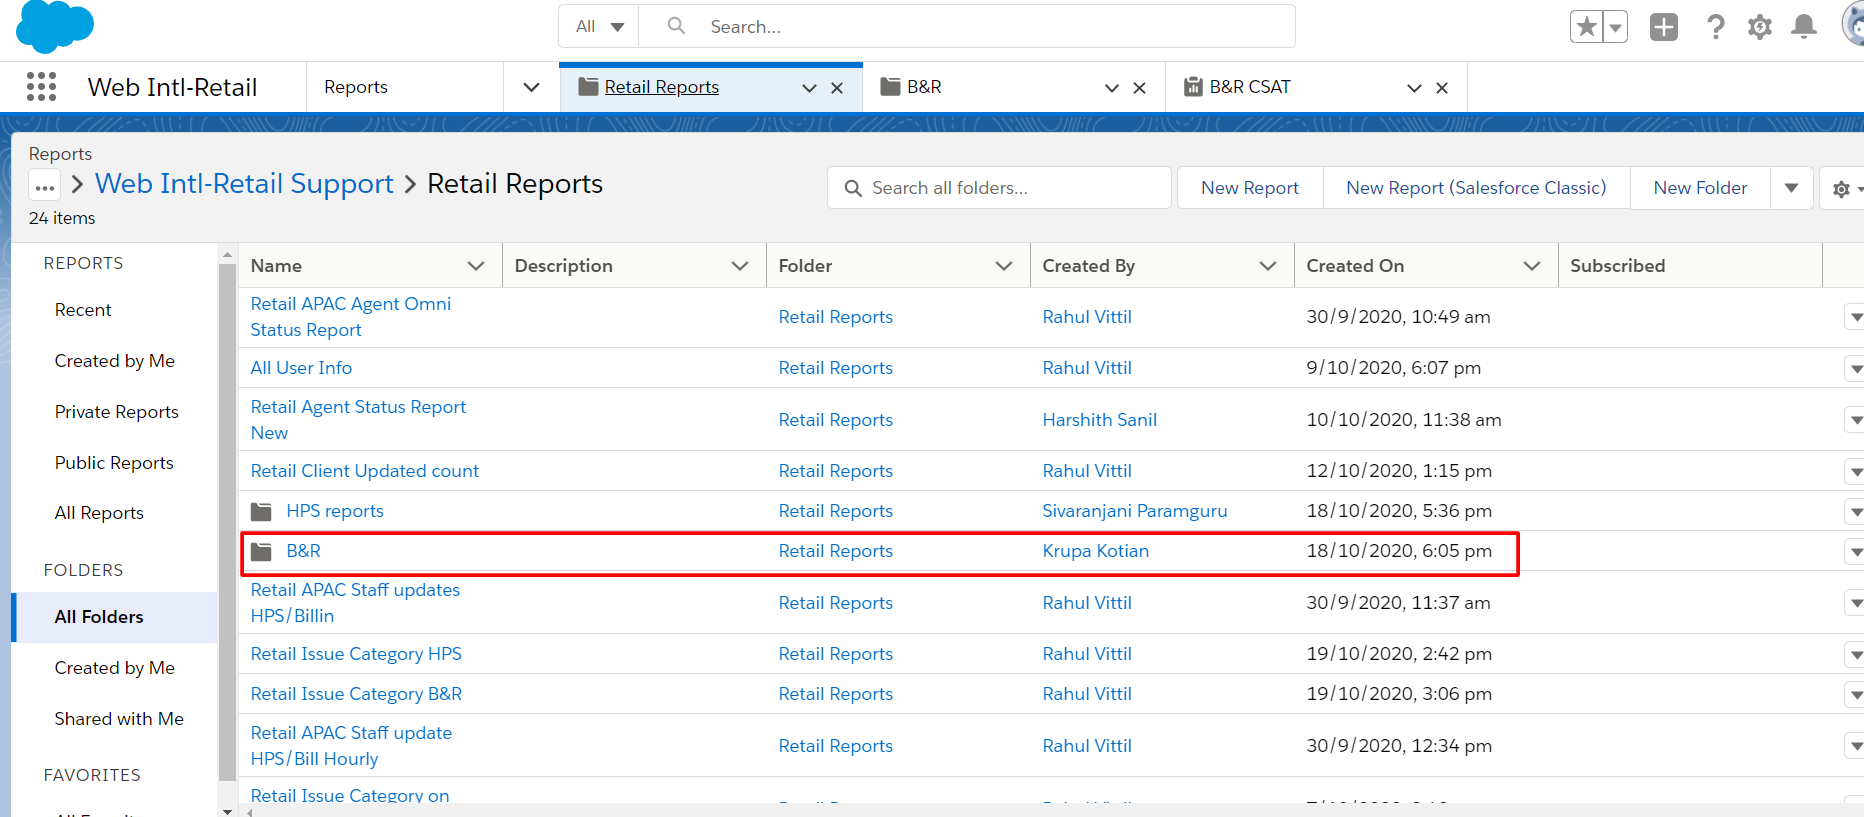 All
Search...
Web Intl-Retail
Reports
Retail Reports
B&R
B&R CSAT
Reports
... > Web Intl-Retail Support > Retail Reports
24 items
Search all folders...
New Report
New Report (Salesforce Classic)
New Folder
REPORTS
Recent
Created by Me
Private Reports
Public Reports
All Reports
FOLDERS
All Folders
Created by Me
Shared with Me
FAVORITES
Name Description Folder Created By Created On Subscribed
Retail APAC Agent Omni
Status Report
Retail Reports Rahul Vittil 30/9/2020, 10:49 am
All User Info Retail Reports Rahul Vittil 9/10/2020, 6:07 pm
Retail Agent Status Report
New
Retail Reports Harshith Sanil 10/10/2020, 11:38 am
Retail Client Updated count Retail Reports Rahul Vittil 12/10/2020, 1:15 pm
HPS reports Retail Reports Sivaranjani Paramguru 18/10/2020, 5:36 pm
B&R Retail Reports Krupa Kotian 18/10/2020, 6:05 pm
Retail APAC Staff updates
HPS/Billin
Retail Reports Rahul Vittil 30/9/2020, 11:37 am
Retail Issue Category HPS Retail Reports Rahul Vittil 19/10/2020, 2:42 pm
Retail Issue Category B&R Retail Reports Rahul Vittil 19/10/2020, 3:06 pm
Retail APAC Staff update
HPS/Bill Hourly
Retail Reports Rahul Vittil 30/9/2020, 12:34 pm
Retail Issue Category on